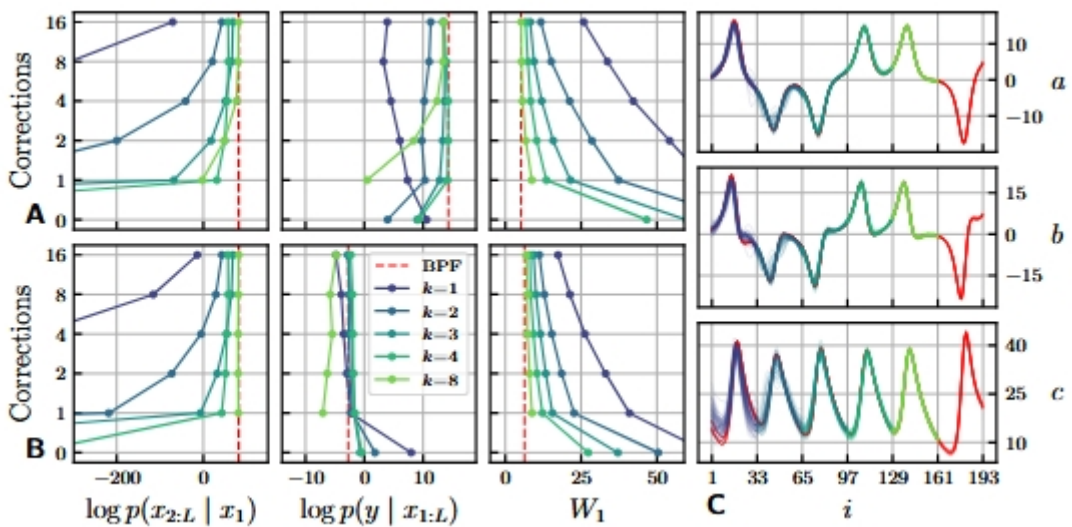 Corrections
16
8
4
2
1
0
A
Corrections
16
8
4
2
1
0
B
-200
0
log p(x2:L | x1)
-10
0
10
log p(y | x1:L)
0
25
50
W1
BPF
k=1
k=2
k=3
k=4
k=8
10
0
-10
a
15
0
-15
b
40
25
10
c
1
33
65
97
129
161
193
C
i